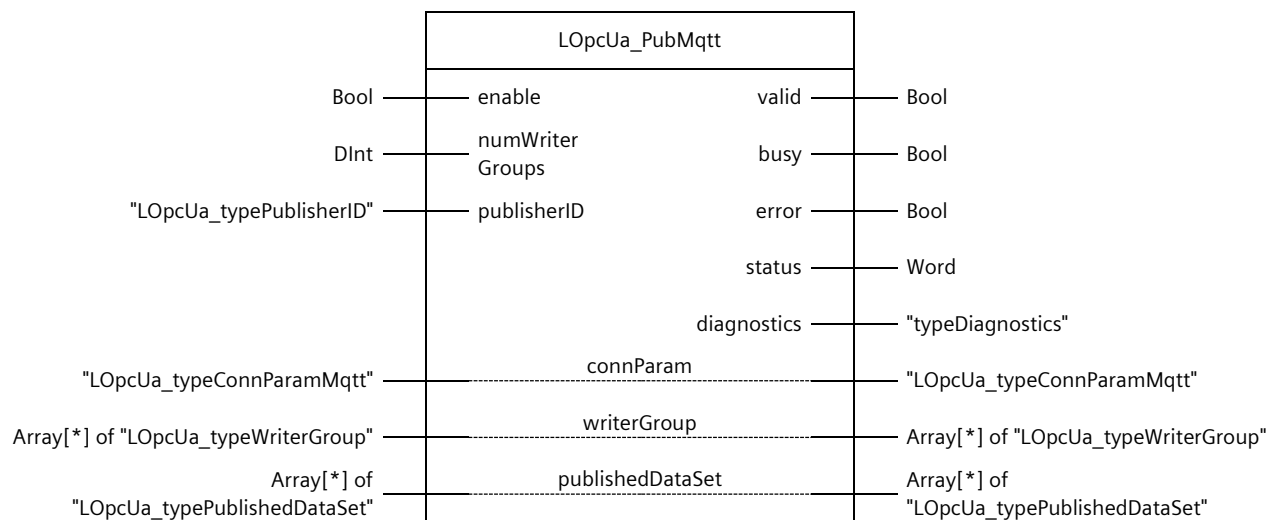 LOpcUa_PubMqtt
Bool enable valid Bool
DInt numWriter Groups busy Bool
"LOpcUa_typePublisherID" publisherID error Bool
status Word
diagnostics "typeDiagnostics"
"LOpcUa_typeConnParamMqtt" connParam "LOpcUa_typeConnParamMqtt"
Array[*] of "LOpcUa_typeWriterGroup" writerGroup Array[*] of "LOpcUa_typeWriterGroup"
Array[*] of publishedDataSet Array[*] of
"LOpcUa_typePublishedDataSet" "LOpcUa_typePublishedDataSet"